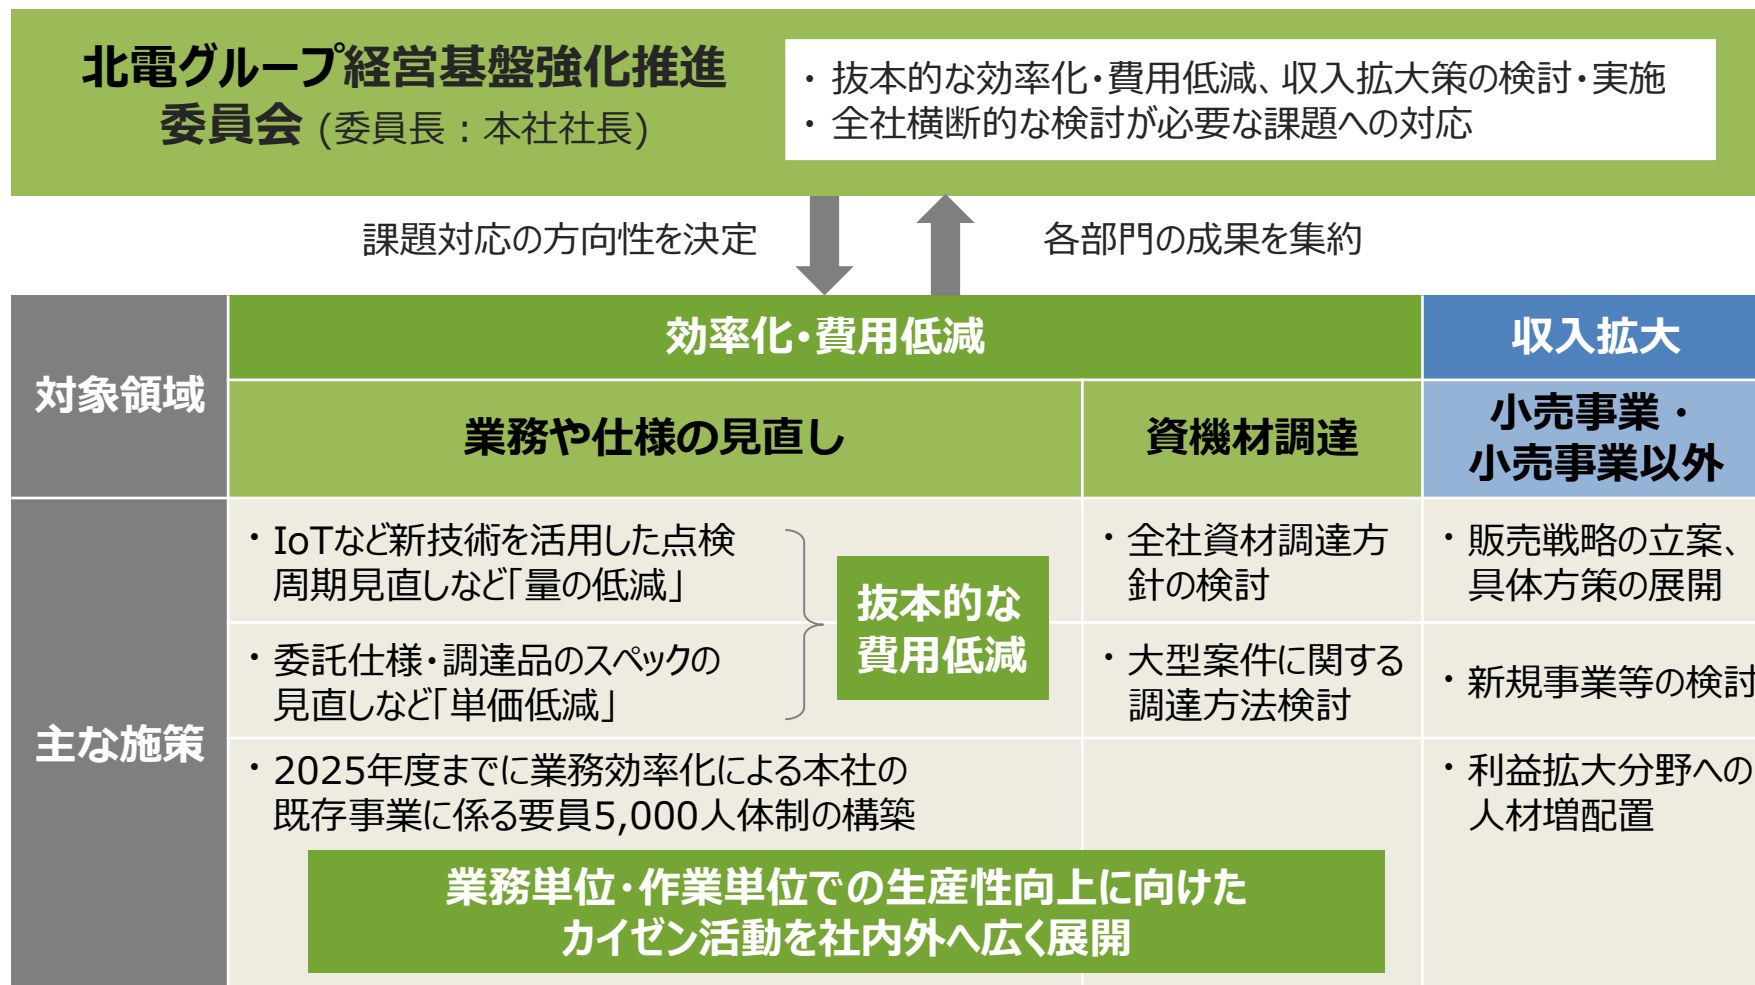 北電グループ経営基盤強化推進
委員会 (委員長：本社社長)
・抜本的な効率化・費用低減、収入拡大策の検討・実施
・全社横断的な検討が必要な課題への対応
課題対応の方向性を決定
各部門の成果を集約
対象領域
効率化・費用低減
収入拡大
業務や仕様の見直し
資機材調達
小売事業・
小売事業以外
主な施策
・IoTなど新技術を活用した点検
周期見直しなど「量の低減」
・委託仕様・調達品のスペックの
見直しなど「単価低減」
抜本的な
費用低減
・2025年度までに業務効率化による本社の
既存事業に係る要員5,000人体制の構築
・全社資材調達方
針の検討
・大型案件に関する
調達方法検討
・販売戦略の立案、
具体方策の展開
・新規事業等の検討
・利益拡大分野への
人材増配置
業務単位・作業単位での生産性向上に向けた
カイゼン活動を社内外へ広く展開